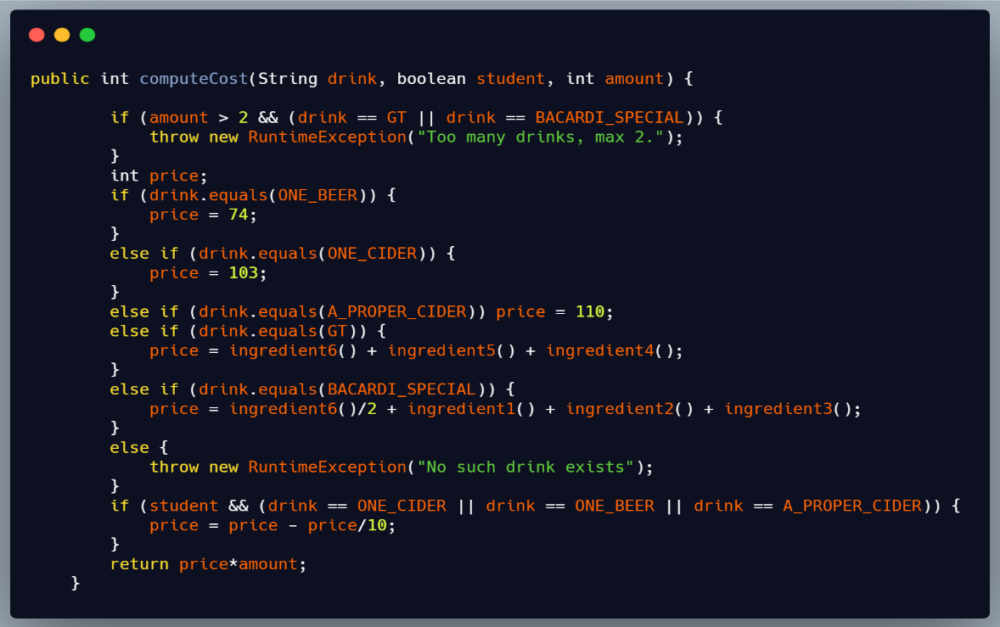 public int computeCost(String drink, boolean student, int amount) {

        if (amount > 2 && (drink == GT || drink == BACARDI_SPECIAL)) {
            throw new RuntimeException("Too many drinks, max 2.");
        }
        int price;
        if (drink.equals(ONE_BEER)) {
            price = 74;
        }
        else if (drink.equals(ONE_CIDER)) {
            price = 103;
        }
        else if (drink.equals(A_PROPER_CIDER)) price = 110;
        else if (drink.equals(GT)) {
            price = ingredient6() + ingredient5() + ingredient4();
        }
        else if (drink.equals(BACARDI_SPECIAL)) {
            price = ingredient6()/2 + ingredient1() + ingredient2() + ingredient3();
        }
        else {
            throw new RuntimeException("No such drink exists");
        }
        if (student && (drink == ONE_CIDER || drink == ONE_BEER || drink == A_PROPER_CIDER)) {
            price = price - price/10;
        }
        return price*amount;
    }